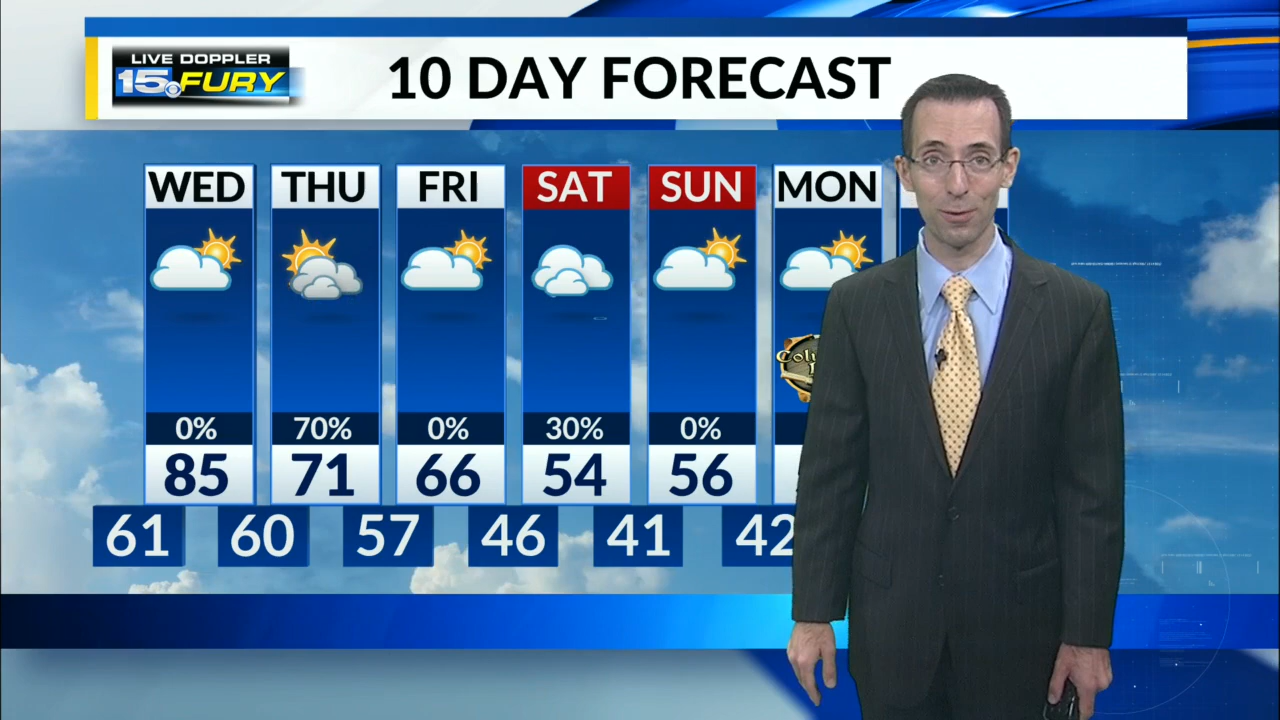 LIVE DOPPLER
15 FURY
10 DAY FORECAST
WED THU FRI SAT SUN MON
0% 70% 0% 30% 0%
85 71 66 54 56
61 60 57 46 41 42